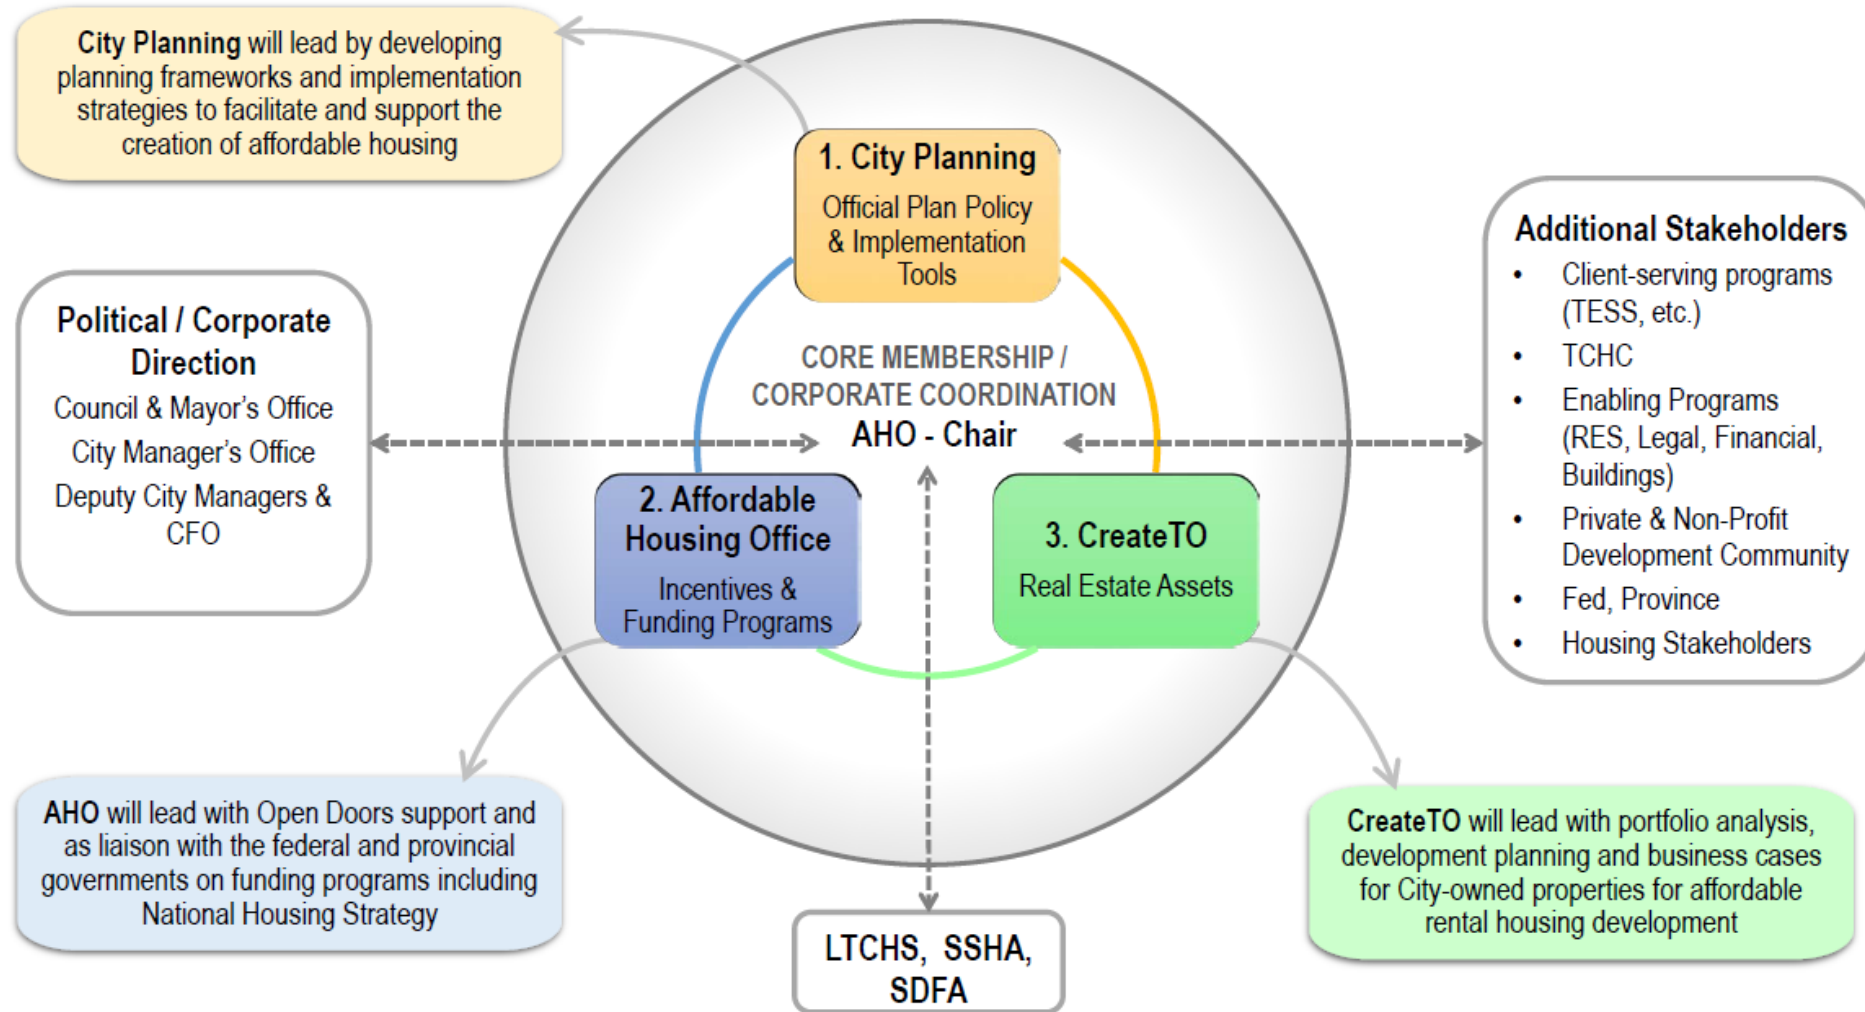 City Planning will lead by developing
planning frameworks and implementation
strategies to facilitate and support the
creation of affordable housing
1. City Planning
Official Plan Policy
& Implementation
Tools
Political / Corporate
Direction
Council & Mayor’s Office
City Manager’s Office
Deputy City Managers &
CFO
CORE MEMBERSHIP /
CORPORATE COORDINATION
AHO - Chair
Additional Stakeholders
• Client-serving programs
(TESS, etc.)
• TCHC
• Enabling Programs
(RES, Legal, Financial,
Buildings)
• Private & Non-Profit
Development Community
• Fed, Province
• Housing Stakeholders
2. Affordable
Housing Office
Incentives &
Funding Programs
3. CreateTO
Real Estate Assets
AHO will lead with Open Doors support and
as liaison with the federal and provincial
governments on funding programs including
National Housing Strategy
LTCHS, SSHA,
SDFA
CreateTO will lead with portfolio analysis,
development planning and business cases
for City-owned properties for affordable
rental housing development